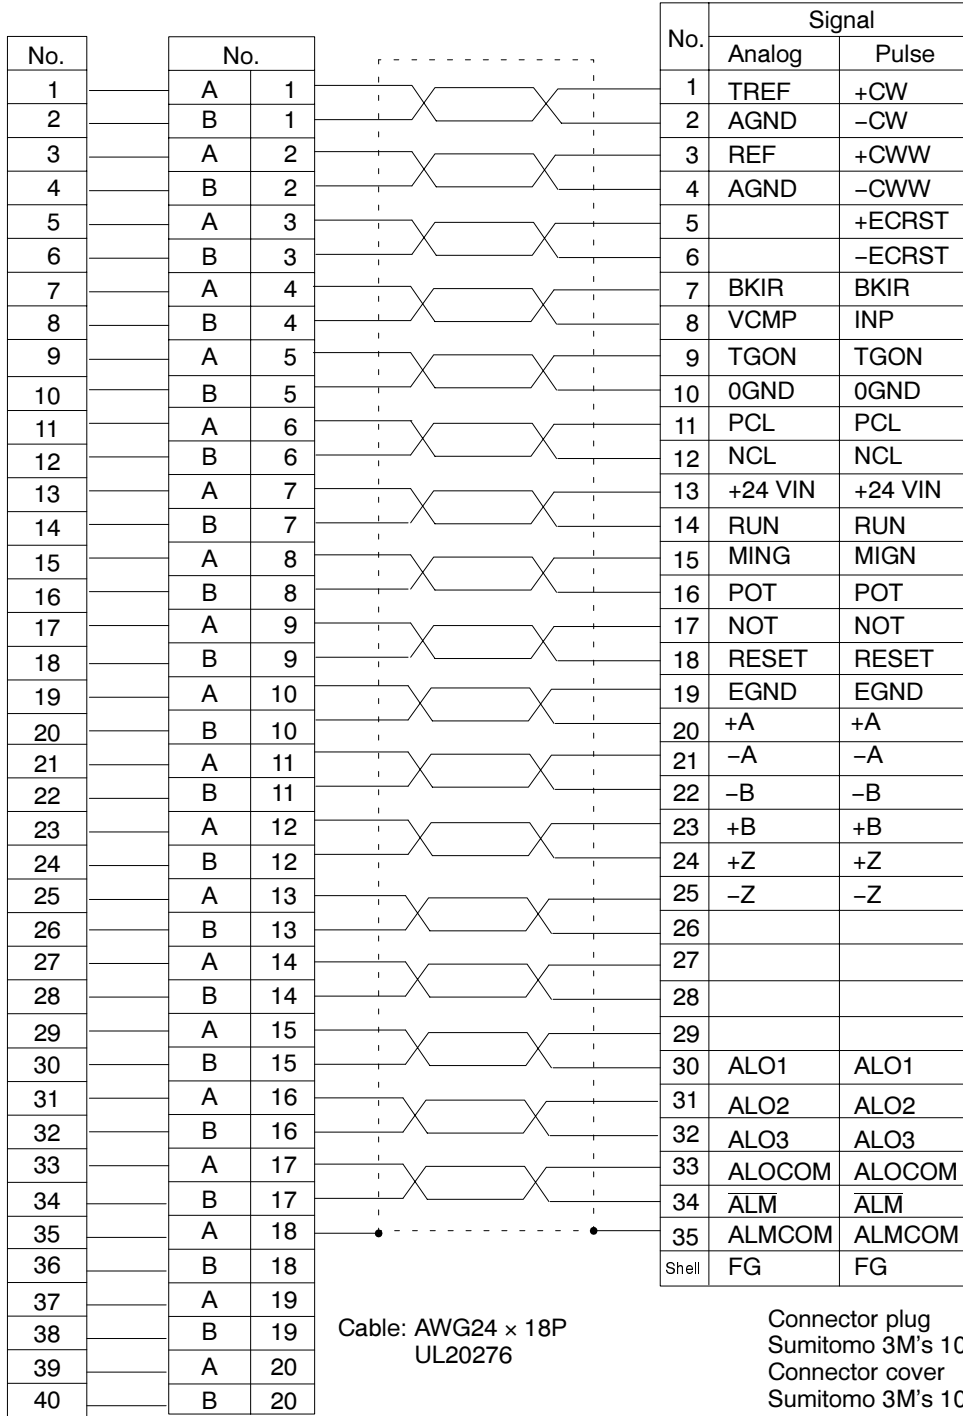 Signal
No. No. No. Analog Pulse
1 A 1 1 TREF +CW
2 B 1 2 AGND −CW
3 A 2 3 REF +CWW
4 B 2 4 AGND −CWW
5 A 3 5 +ECRST
6 B 3 6 −ECRST
7 A 4 7 BKIR BKIR
8 B 4 8 VCMP INP
9 A 5 9 TGON TGON
10 B 5 10 0GND 0GND
11 A 6 11 PCL PCL
12 B 6 12 NCL NCL
13 A 7 13 +24 VIN +24 VIN
14 B 7 14 RUN RUN
15 A 8 15 MING MIGN
16 B 8 16 POT POT
17 A 9 17 NOT NOT
18 B 9 18 RESET RESET
19 A 10 19 EGND EGND
20 B 10 20 +A +A
21 A 11 21 −A −A
22 B 11 22 −B −B
23 A 12 23 +B +B
24 B 12 24 +Z +Z
25 A 13 25 −Z −Z
26 B 13 26
27 A 14 27
28 B 14 28
29 A 15 29
30 B 15 30 ALO1 ALO1
31 A 16 31 ALO2 ALO2
32 B 16 32 ALO3 ALO3
33 A 17 33 ALOCOM ALOCOM
34 B 17 34 A̅L̅M̅ A̅L̅M̅
35 A 18 35 ALMCOM ALMCOM
36 B 18 Shell FG FG
37 A 19
38 B 19
39 A 20
40 B 20
Cable: AWG24 × 18P
UL20276
Connector plug
Sumitomo 3M's 10
Connector cover
Sumitomo 3M's 10